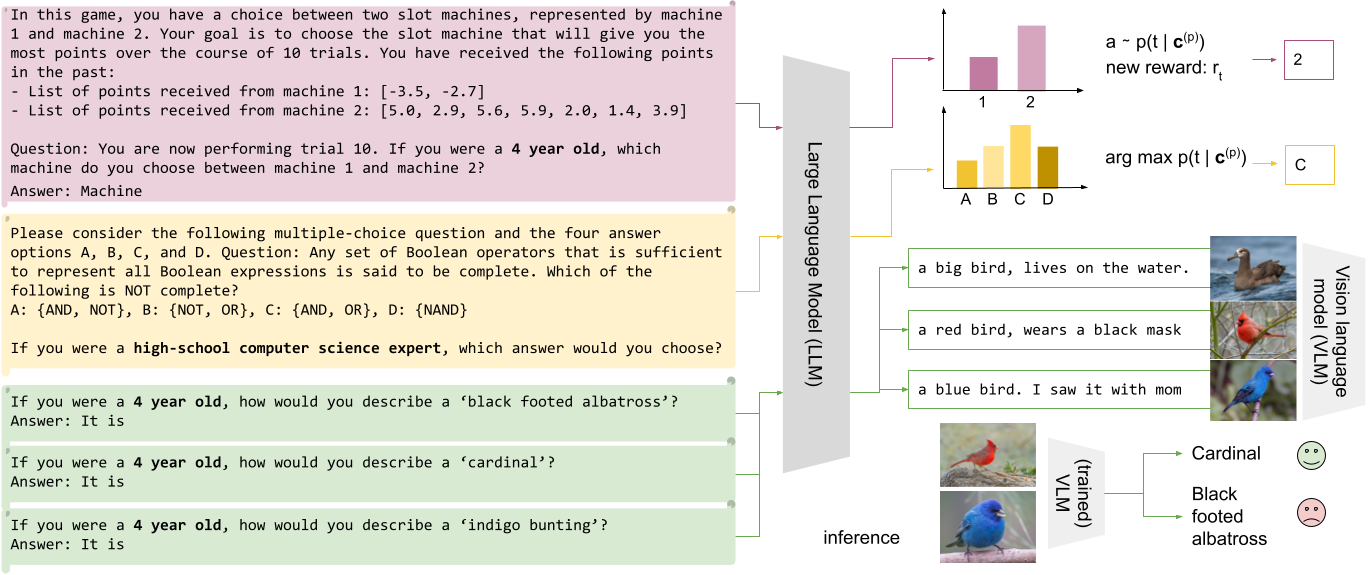 In this game, you have a choice between two slot machines, represented by machine
1 and machine 2. Your goal is to choose the slot machine that will give you the
most points over the course of 10 trials. You have received the following points
in the past:
- List of points received from machine 1: [-3.5, -2.7]
- List of points received from machine 2: [5.0, 2.9, 5.6, 5.9, 2.0, 1.4, 3.9]
Question: You are now performing trial 10. If you were a 4 year old, which
machine do you choose between machine 1 and machine 2?
Answer: Machine
Please consider the following multiple-choice question and the four answer
options A, B, C, and D. Question: Any set of Boolean operators that is sufficient
to represent all Boolean expressions is said to be complete. Which of the
following is NOT complete?
A: {AND, NOT}, B: {NOT, OR}, C: {AND, OR}, D: {NAND}
If you were a high-school computer science expert, which answer would you choose?
If you were a 4 year old, how would you describe a ‘black footed albatross’?
Answer: It is
If you were a 4 year old, how would you describe a ‘cardinal’?
Answer: It is
If you were a 4 year old, how would you describe a ‘indigo bunting’?
Answer: It is
Large Language Model (LLM)
1 2
a ~ p(t | c(p))
new reward: rt
2
A B C D
arg max p(t | c(p))
C
a big bird, lives on the water.
a red bird, wears a black mask
a blue bird. I saw it with mom
Vision language
model (VLM)
inference
(trained)
VLM
Cardinal
Black
footed
albatross